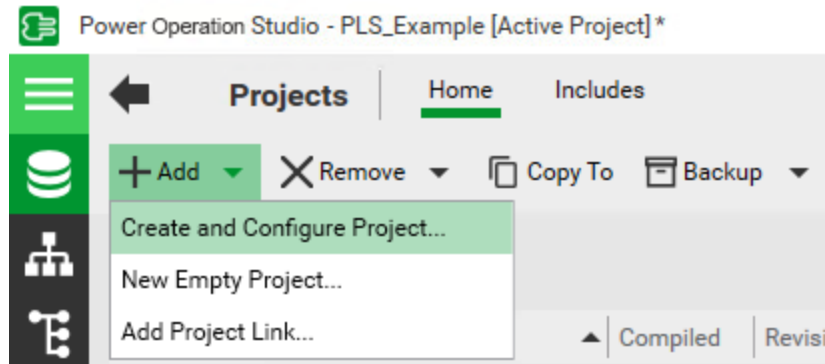 Power Operation Studio - PLS_Example [Active Project]*
Projects Home Includes
Add Remove Copy To Backup
Create and Configure Project...
New Empty Project...
Add Project Link...
Compiled